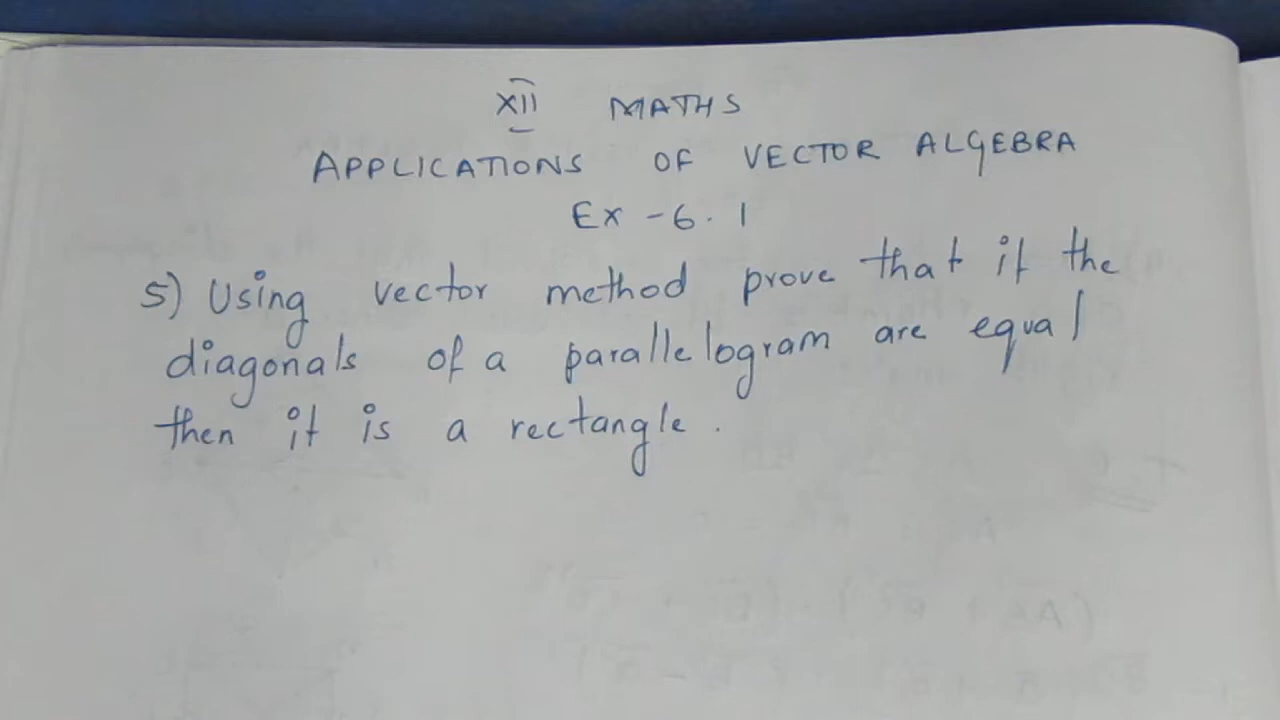 XII MATHS
APPLICATIONS OF VECTOR ALGEBRA
Ex - 6.1
5) Using vector method prove that if the
diagonals of a parallelogram are equal
then it is a rectangle.